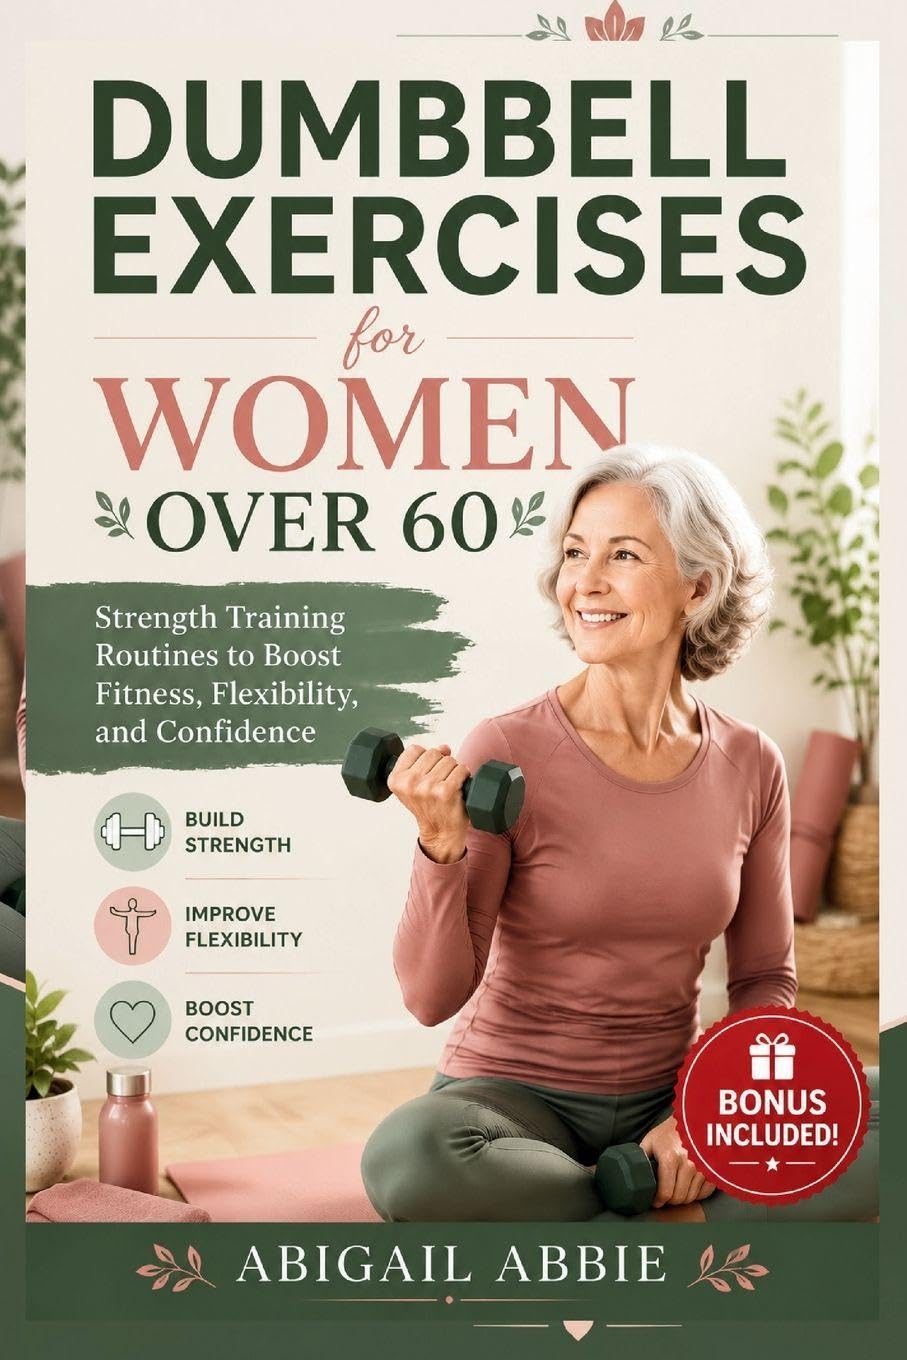 DUMBBELL
EXERCISES
for
WOMEN
OVER 60
Strength Training
Routines to Boost
Fitness, Flexibility,
and Confidence
BUILD
STRENGTH
IMPROVE
FLEXIBILITY
BOOST
CONFIDENCE
BONUS
INCLUDED!
ABIGAIL ABBIE